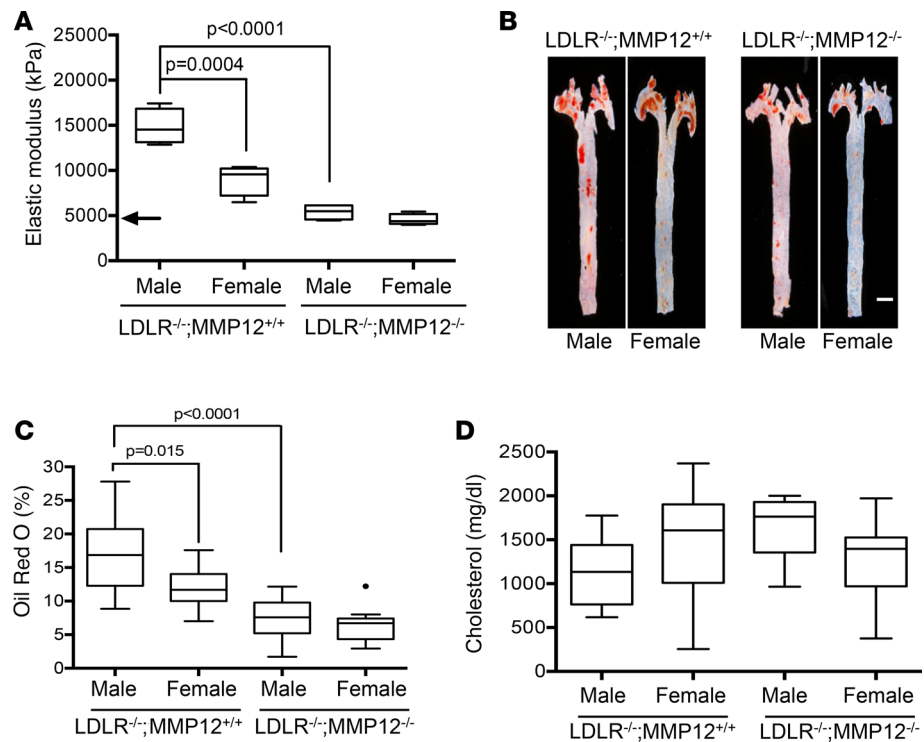 A
Elastic modulus (kPa)
25000
20000
15000
10000
5000
0
p<0.0001
p=0.0004
Male Female Male Female
LDLR-/-;MMP12+/+ LDLR-/-;MMP12-/-
B
LDLR-/-;MMP12+/+ LDLR-/-;MMP12-/-
Male Female Male Female
C
Oil Red O (%)
30
25
20
15
10
5
0
p<0.0001
p=0.015
Male Female Male Female
LDLR-/-;MMP12+/+ LDLR-/-;MMP12-/-
D
Cholesterol (mg/dl)
2500
2000
1500
1000
500
0
Male Female Male Female
LDLR-/-;MMP12+/+ LDLR-/-;MMP12-/-